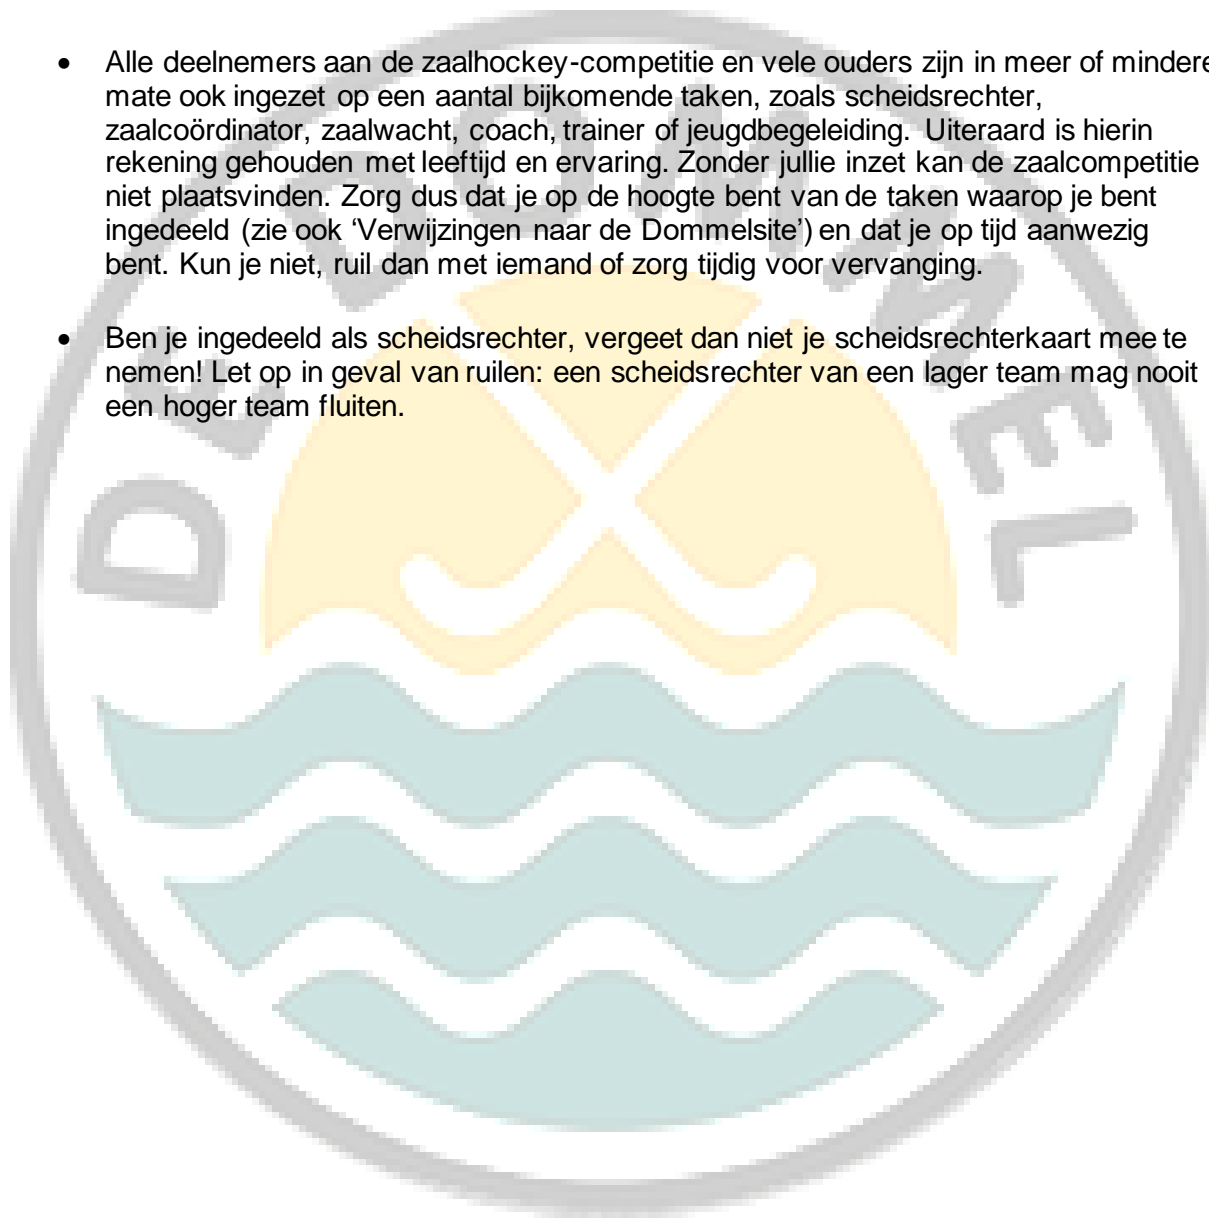 • Alle deelnemers aan de zaalhockey-competitie en vele ouders zijn in meer of mindere
mate ook ingezet op een aantal bijkomende taken, zoals scheidsrechter,
zaalcoördinator, zaalwacht, coach, trainer of jeugdbegeleiding. Uiteraard is hierin
rekening gehouden met leeftijd en ervaring. Zonder jullie inzet kan de zaalcompetitie
niet plaatsvinden. Zorg dus dat je op de hoogte bent van de taken waarop je bent
ingedeeld (zie ook ‘Verwijzingen naar de Dommelsite’) en dat je op tijd aanwezig
bent. Kun je niet, ruil dan met iemand of zorg tijdig voor vervanging.
• Ben je ingedeeld als scheidsrechter, vergeet dan niet je scheidsrechterkaart mee te
nemen! Let op in geval van ruilen: een scheidsrechter van een lager team mag nooit
een hoger team fluiten.
DE DOMMEL